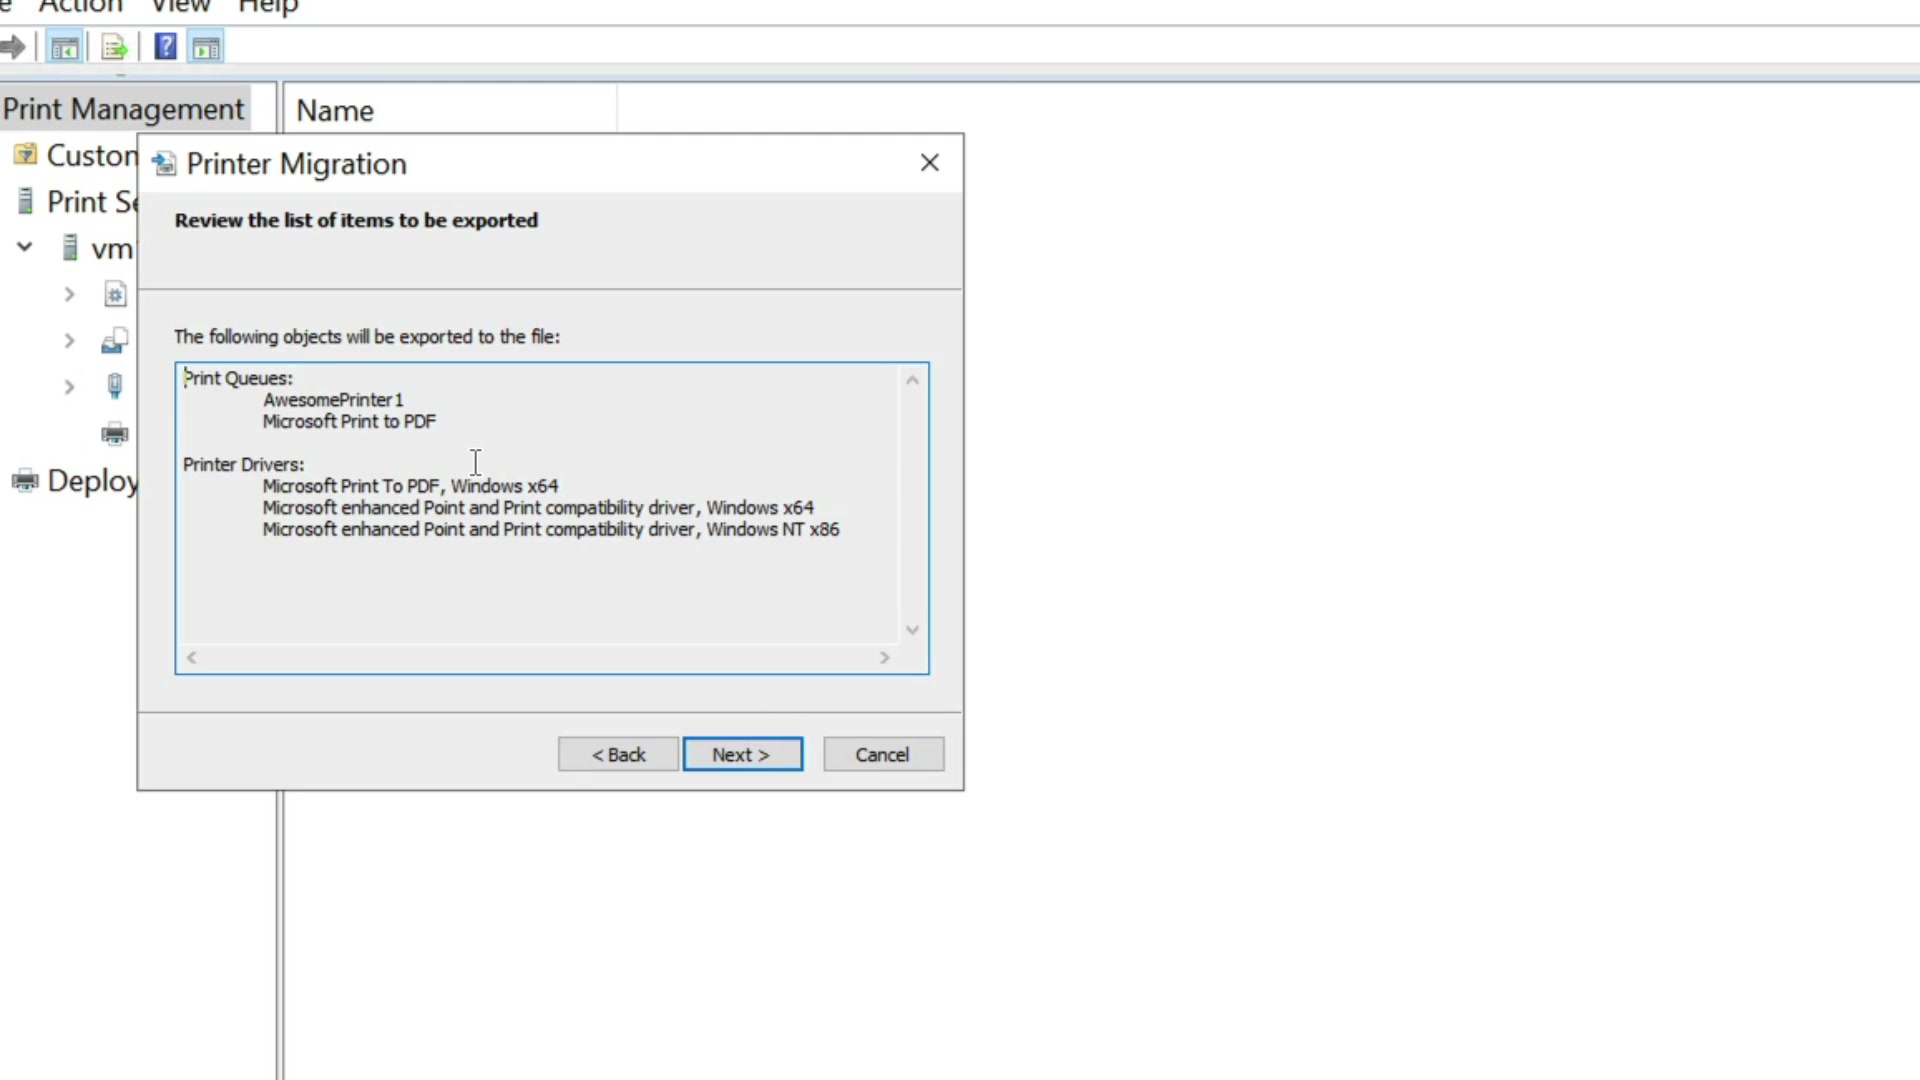 Action View Help
Print Management
Name
Printer Migration
Review the list of items to be exported
The following objects will be exported to the file:
Print Queues:
AwesomePrinter1
Microsoft Print to PDF
Printer Drivers:
Microsoft Print To PDF, Windows x64
Microsoft enhanced Point and Print compatibility driver, Windows x64
Microsoft enhanced Point and Print compatibility driver, Windows NT x86
< Back
Next >
Cancel
Custom
Print Se
vm
Deploy